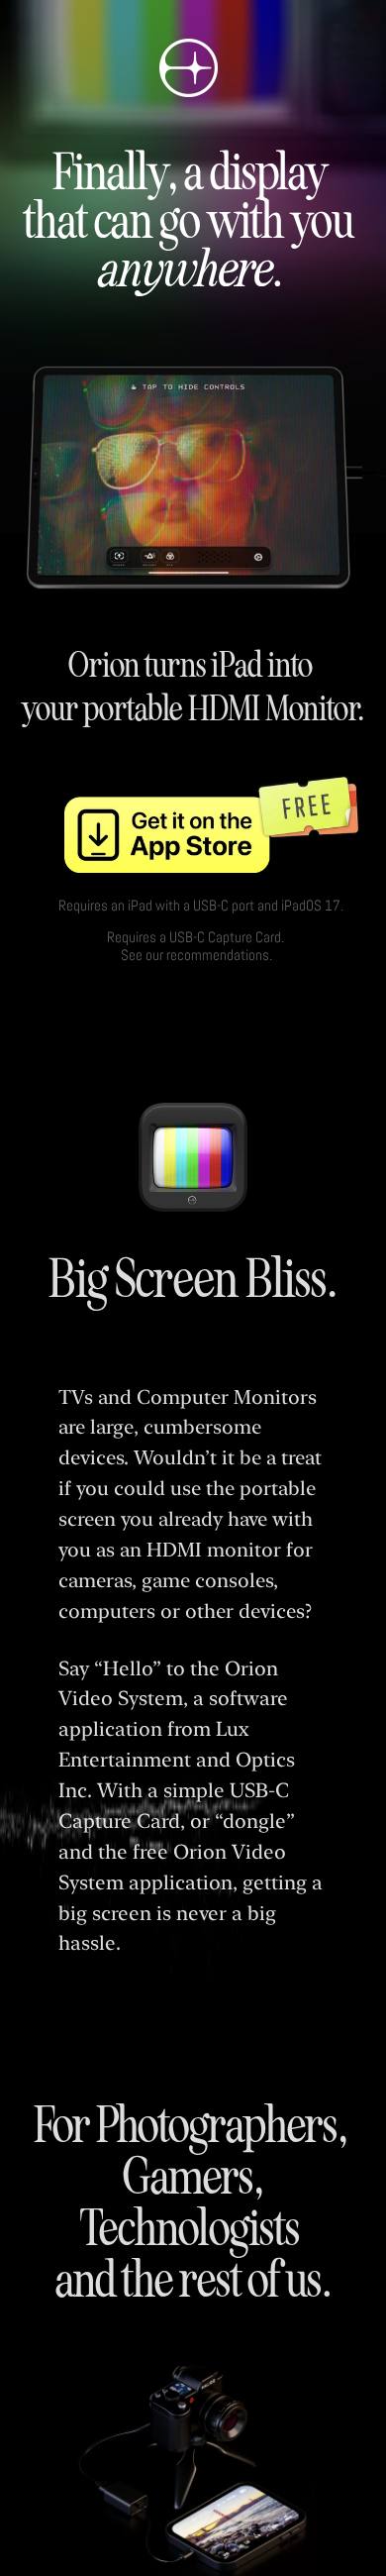 Finally, a display
that can go with you
anywhere.
TAP TO HIDE CONTROLS
Orion turns iPad into
your portable HDMI Monitor.
Get it on the
App Store
FREE
Requires an iPad with a USB-C port and iPadOS 17.
Requires a USB-C Capture Card.
See our recommendations.
Big Screen Bliss.
TVs and Computer Monitors
are large, cumbersome
devices. Wouldn’t it be a treat
if you could use the portable
screen you already have with
you as an HDMI monitor for
cameras, game consoles,
computers or other devices?
Say “Hello” to the Orion
Video System, a software
application from Lux
Entertainment and Optics
Inc. With a simple USB-C
Capture Card, or “dongle”
and the free Orion Video
System application, getting a
big screen is never a big
hassle.
For Photographers,
Gamers,
Technologists
and the rest of us.